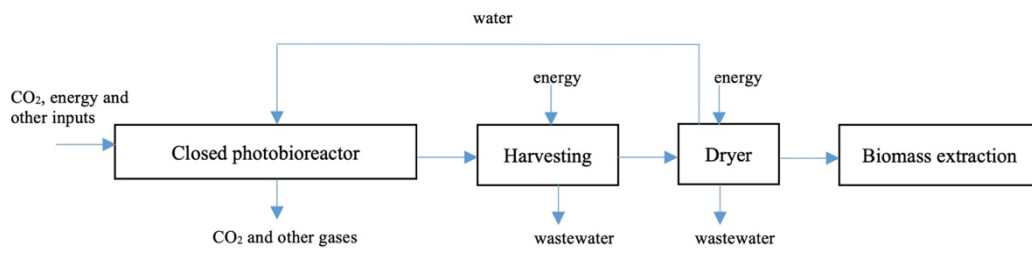 water
energy
energy
CO₂, energy and
other inputs
Closed photobioreactor
Harvesting
Dryer
Biomass extraction
CO₂ and other gases
wastewater
wastewater